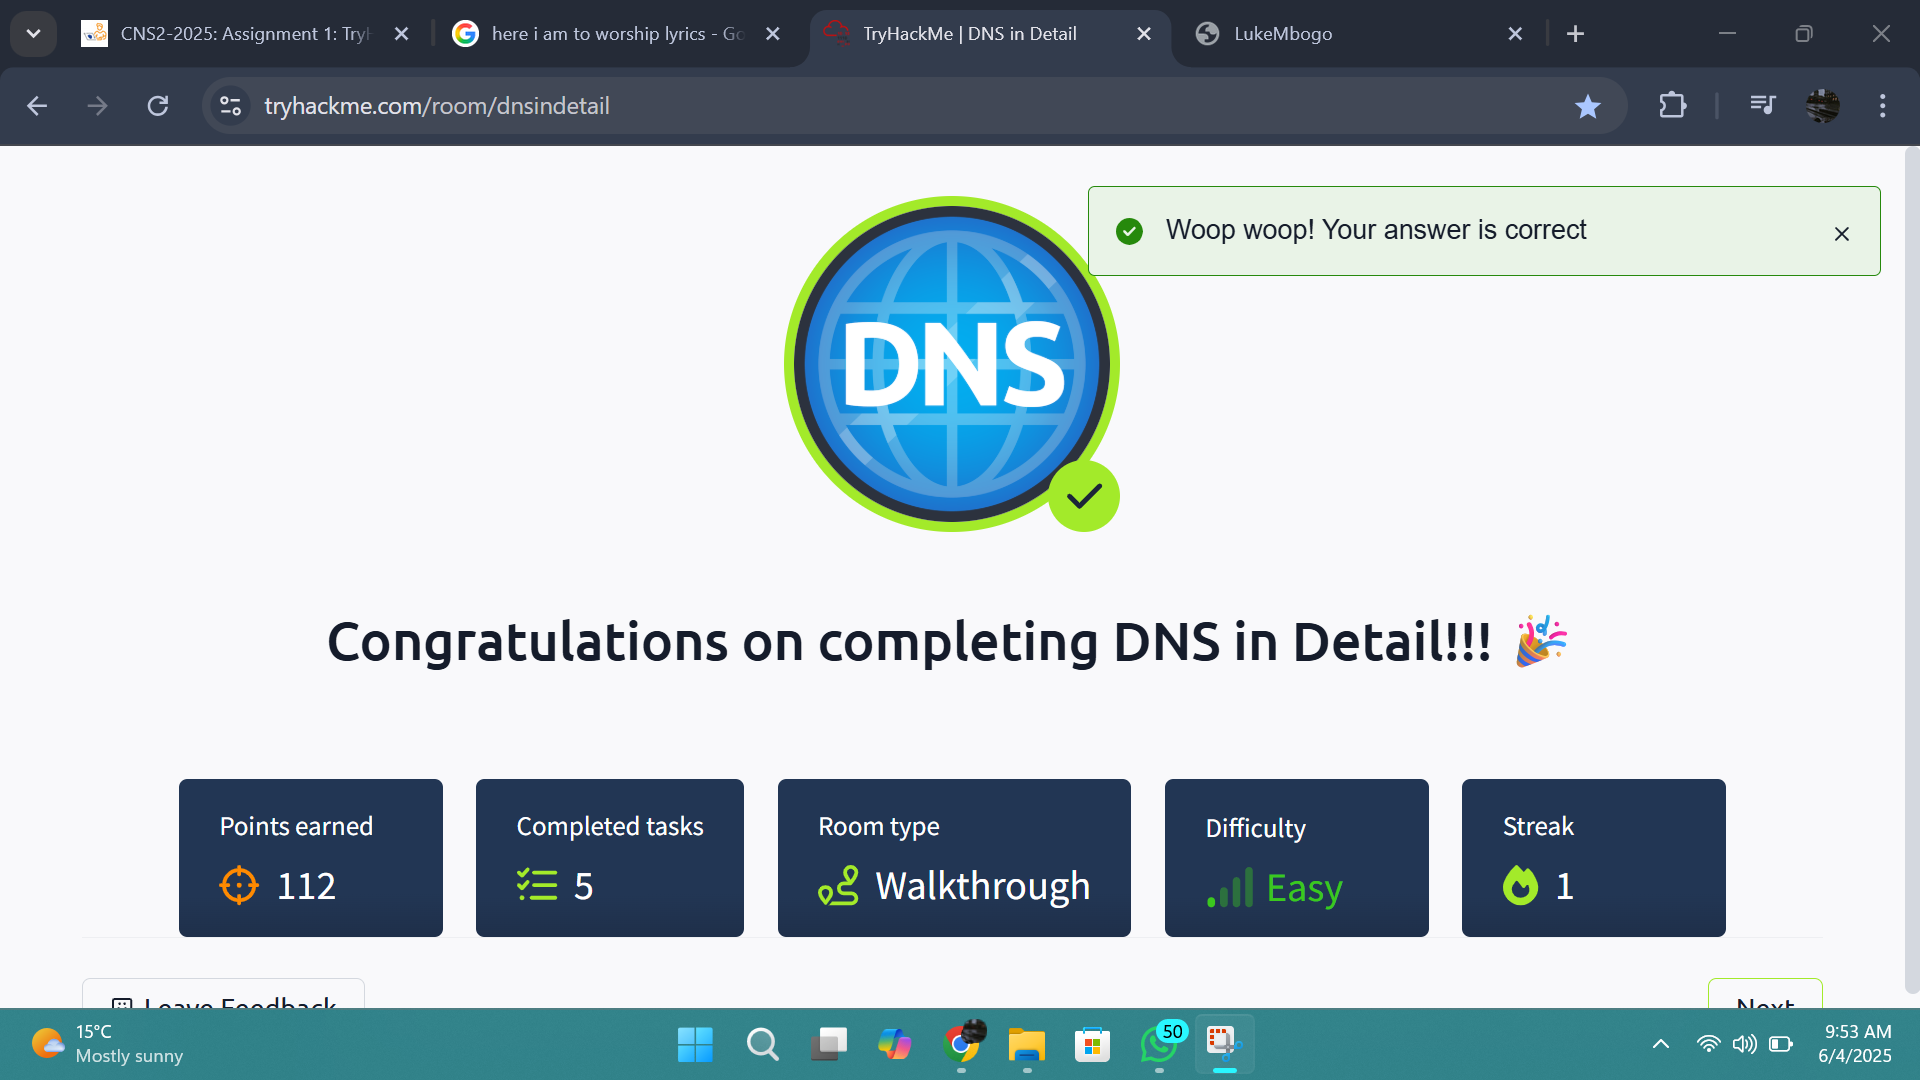 CNS2-2025: Assignment 1: TryH
here i am to worship lyrics - Go
TryHackMe | DNS in Detail
LukeMbogo
tryhackme.com/room/dnsindetail
Woop woop! Your answer is correct
DNS
Congratulations on completing DNS in Detail!!!
Points earned
112
Completed tasks
5
Room type
Walkthrough
Difficulty
Easy
Streak
1
Leave Feedback
Next
15°C
Mostly sunny
50
9:53 AM
6/4/2025